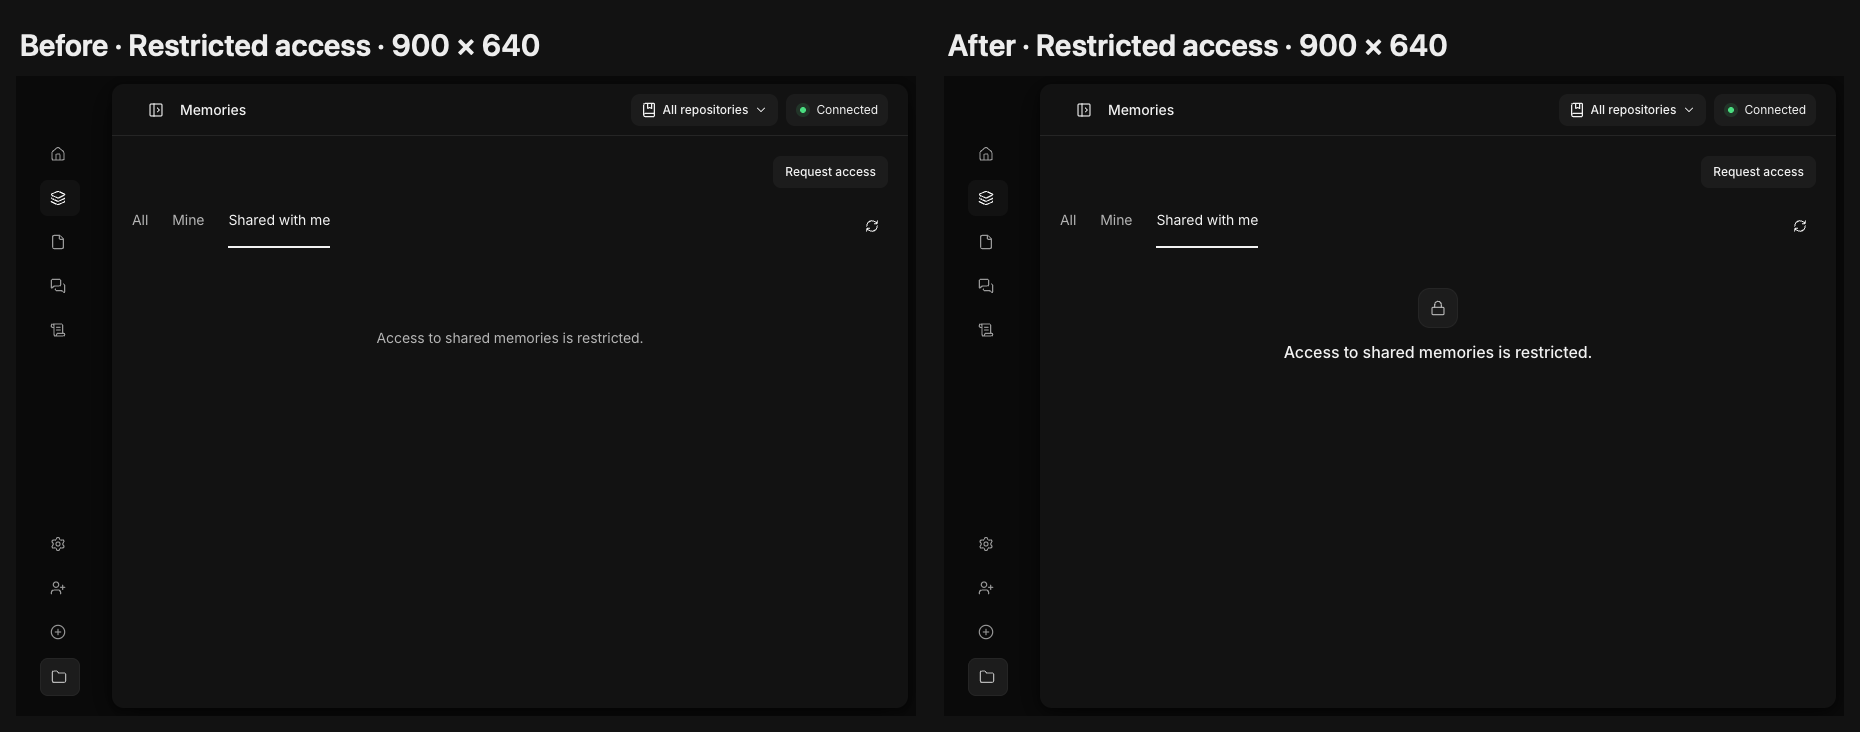 Before · Restricted access · 900 × 640
Memories
All repositories
Connected
Request access
All
Mine
Shared with me
Access to shared memories is restricted.
After · Restricted access · 900 × 640
Memories
All repositories
Connected
Request access
All
Mine
Shared with me
Access to shared memories is restricted.